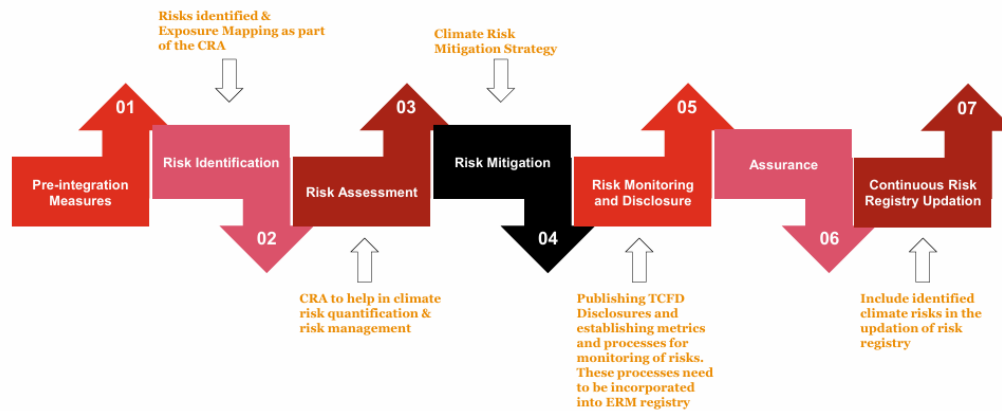 Risks identified &
Exposure Mapping as part
of the CRA
Climate Risk
Mitigation Strategy
01
Pre-integration
Measures
Risk Identification
02
03
Risk Assessment
Risk Mitigation
04
05
Risk Monitoring
and Disclosure
Assurance
06
07
Continuous Risk
Registry Updation
CRA to help in climate
risk quantification &
risk management
Publishing TCFD
Disclosures and
establishing metrics
and processes for
monitoring of risks.
These processes need
to be incorporated
into ERM registry
Include identified
climate risks in the
updation of risk
registry